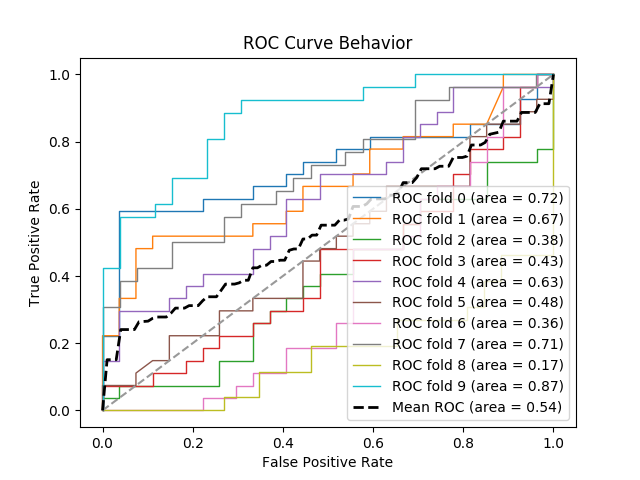 ROC Curve Behavior
True Positive Rate
1.0
0.8
0.6
0.4
0.2
0.0
ROC fold 0 (area = 0.72)
ROC fold 1 (area = 0.67)
ROC fold 2 (area = 0.38)
ROC fold 3 (area = 0.43)
ROC fold 4 (area = 0.63)
ROC fold 5 (area = 0.48)
ROC fold 6 (area = 0.36)
ROC fold 7 (area = 0.71)
ROC fold 8 (area = 0.17)
ROC fold 9 (area = 0.87)
Mean ROC (area = 0.54)
0.0 0.2 0.4 0.6 0.8 1.0
False Positive Rate